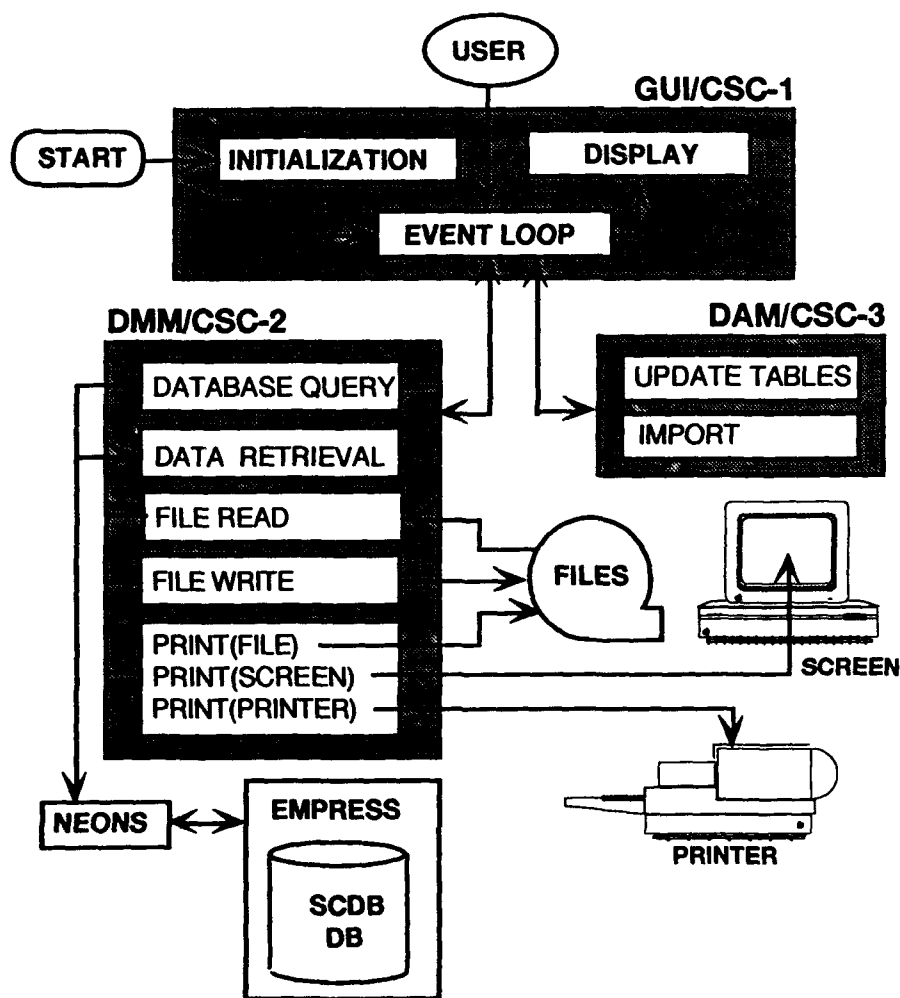 USER
GUI/CSC-1
START
INITIALIZATION
DISPLAY
EVENT LOOP
DMM/CSC-2
DAM/CSC-3
DATABASE QUERY
DATA RETRIEVAL
FILE READ
FILE WRITE
PRINT(FILE)
PRINT(SCREEN)
PRINT(PRINTER)
UPDATE TABLES
IMPORT
FILES
SCREEN
PRINTER
NEONS
EMPRESS
SCDB
DB